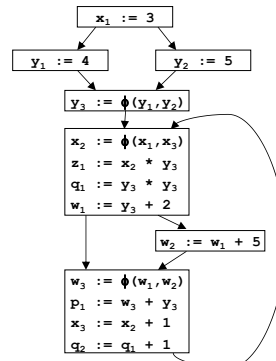 x₁ := 3
y₁ := 4
y₂ := 5
y₃ := ϕ(y₁,y₂)
x₂ := ϕ(x₁,x₃)
z₁ := x₂ * y₃
q₁ := y₃ * y₃
w₁ := y₃ + 2
w₂ := w₁ + 5
w₃ := ϕ(w₁,w₂)
p₁ := w₃ + y₃
x₃ := x₂ + 1
q₂ := q₁ + 1